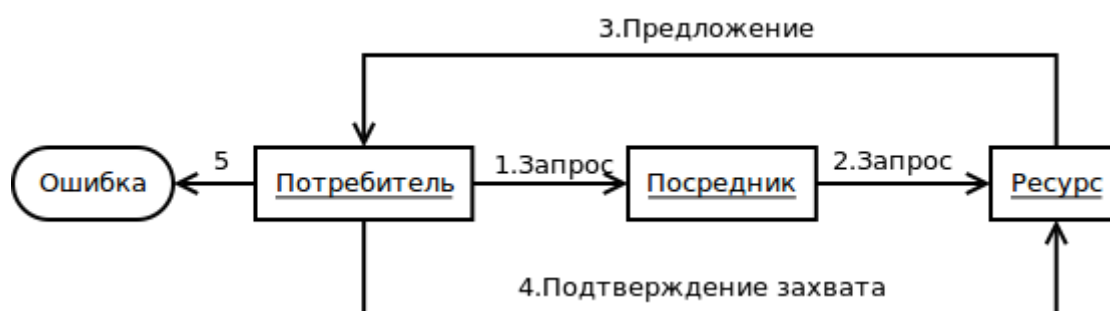 3.Предложение
5
1.Запрос
2.Запрос
Ошибка
Потребитель
Посредник
Ресурс
4.Подтверждение захвата